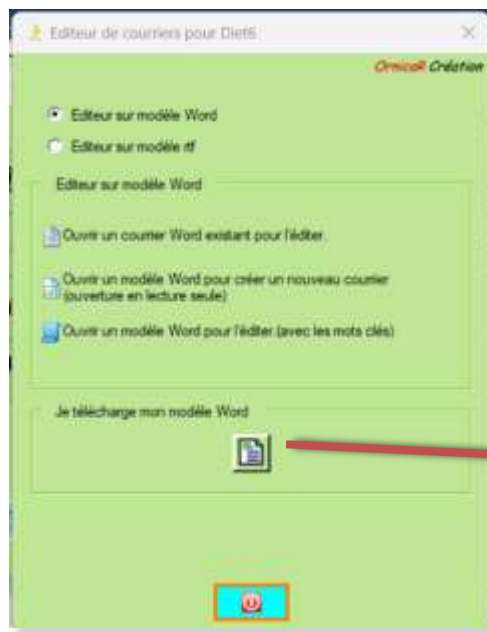 Editeur de courriers pour Diet6
OrnicaR Création
Editeur sur modèle Word
Editeur sur modèle rtf
Editeur sur modèle Word
Ouvrir un courrier Word existant pour l'éditer.
Ouvrir un modèle Word pour créer un nouveau courrier
(ouverture en lecture seule)
Ouvrir un modèle Word pour l'éditer (avec les mots clés)
Je télécharge mon modèle Word